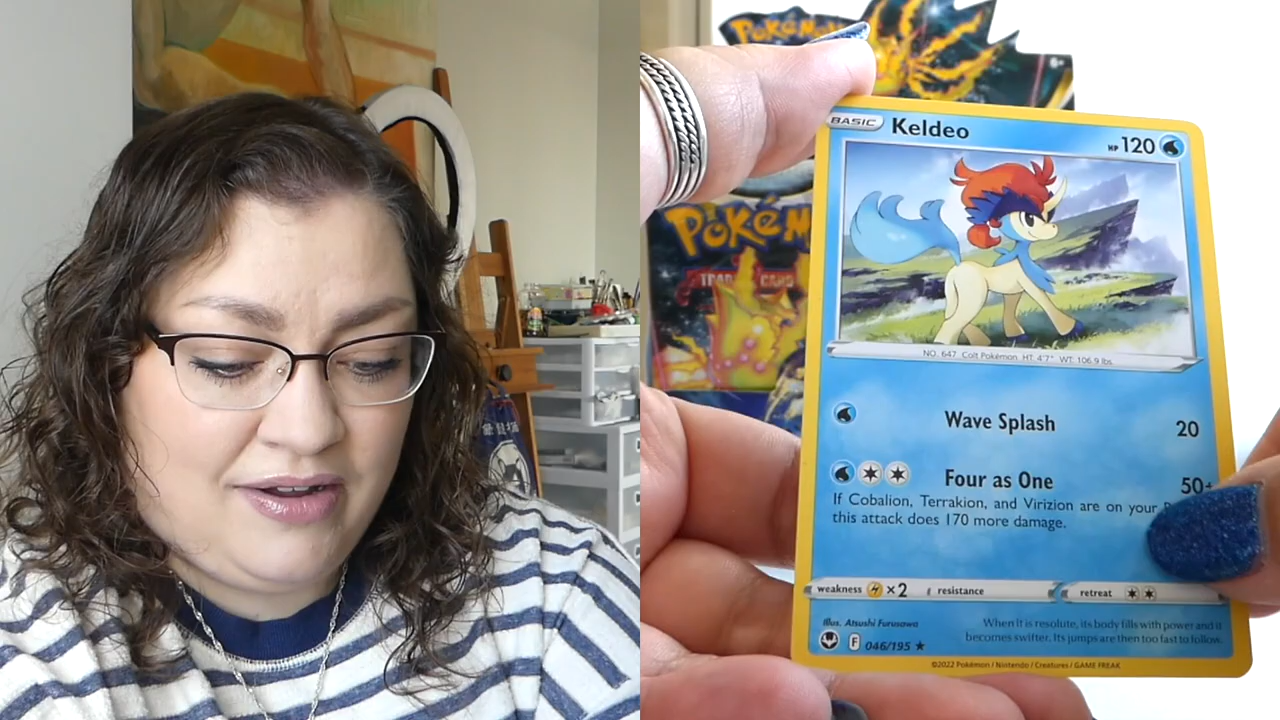 POKÉMON
6+
POKÉM
BASIC
Keldeo
HP 120
NO. 647 Colt Pokémon HT: 4'7" WT: 106.9 lbs.
Wave Splash 20
Four as One 50+
If Cobalion, Terrakion, and Virizion are on your
this attack does 170 more damage.
weakness ×2 resistance retreat
Illus. Atsushi Furusawa
When it is resolute, its body fills with power and it
becomes swifter. Its jumps are then too fast to follow.
F 046/195 ★
©2022 Pokémon / Nintendo / Creatures / GAME FREAK